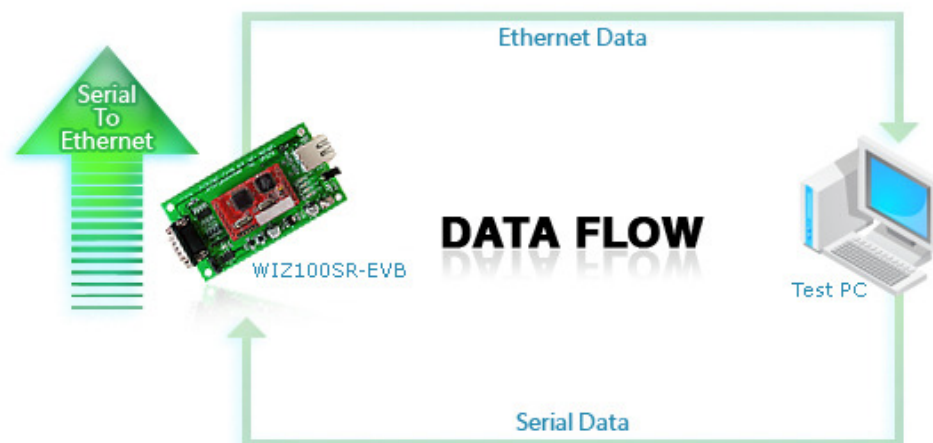 Ethernet Data
Serial
To
Ethernet
DATA FLOW
WIZ100SR-EVB
Test PC
Serial Data